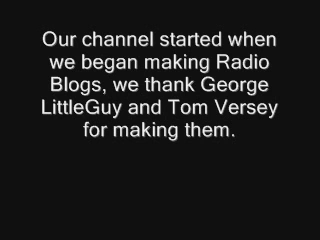 Our channel started when
we began making Radio
Blogs, we thank George
LittleGuy and Tom Versey
for making them.